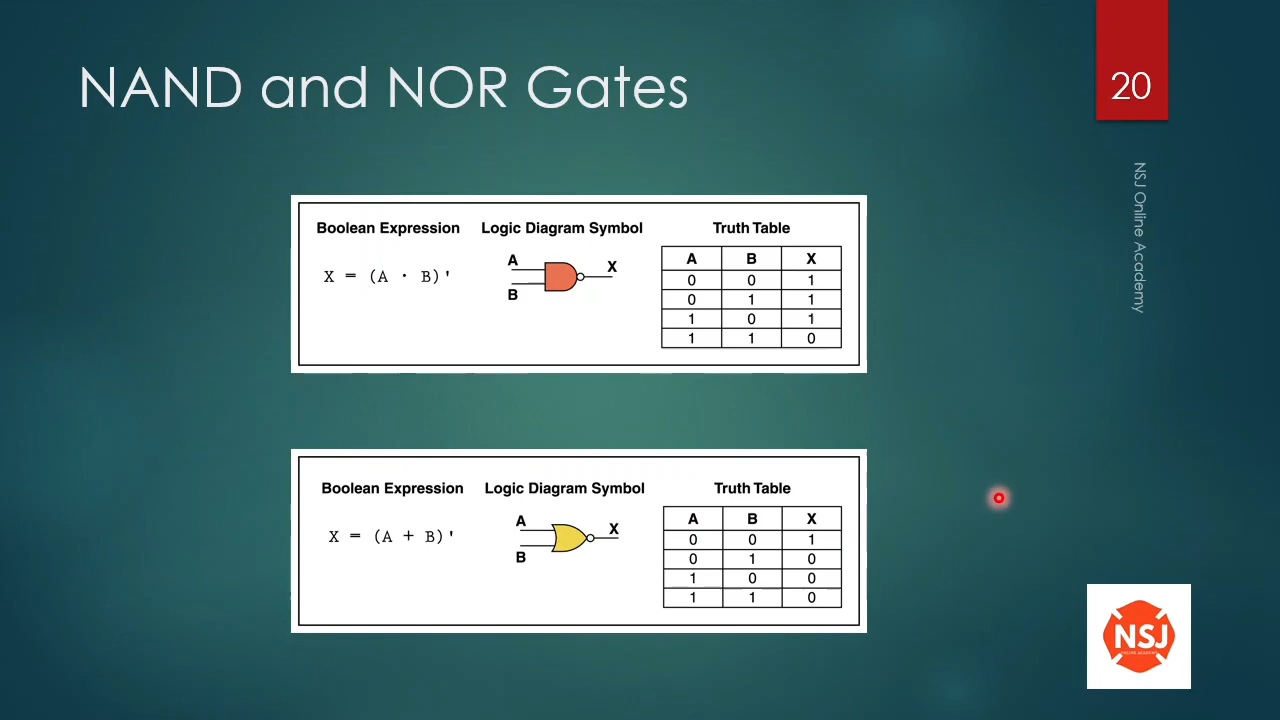 NAND and NOR Gates
20
NSJ Online Academy
Boolean Expression Logic Diagram Symbol Truth Table
X = (A · B)'
A
B
X
A B X
0 0 1
0 1 1
1 0 1
1 1 0
Boolean Expression Logic Diagram Symbol Truth Table
X = (A + B)'
A
B
X
A B X
0 0 1
0 1 0
1 0 0
1 1 0
NSJ
ONLINE ACADEMY